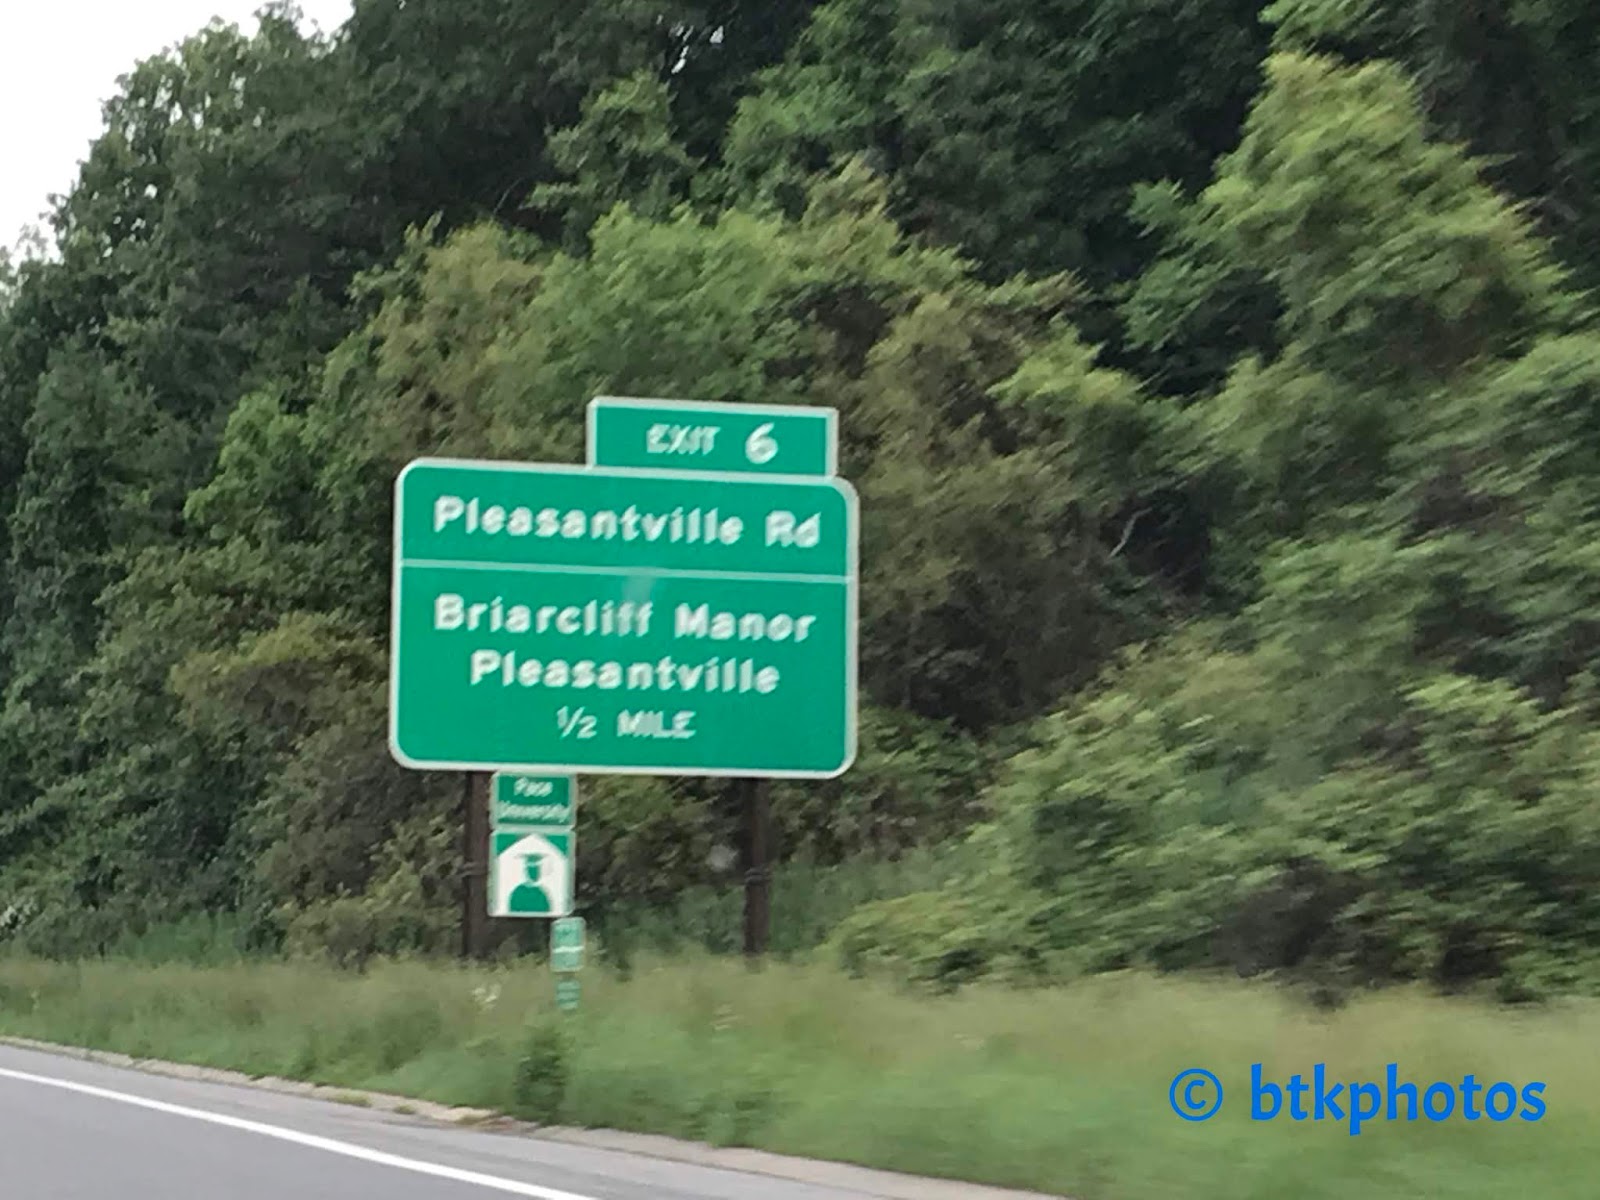 EXIT 6
Pleasantville Rd
Briarcliff Manor
Pleasantville
1/2 MILE
Pace
University
© btkphotos